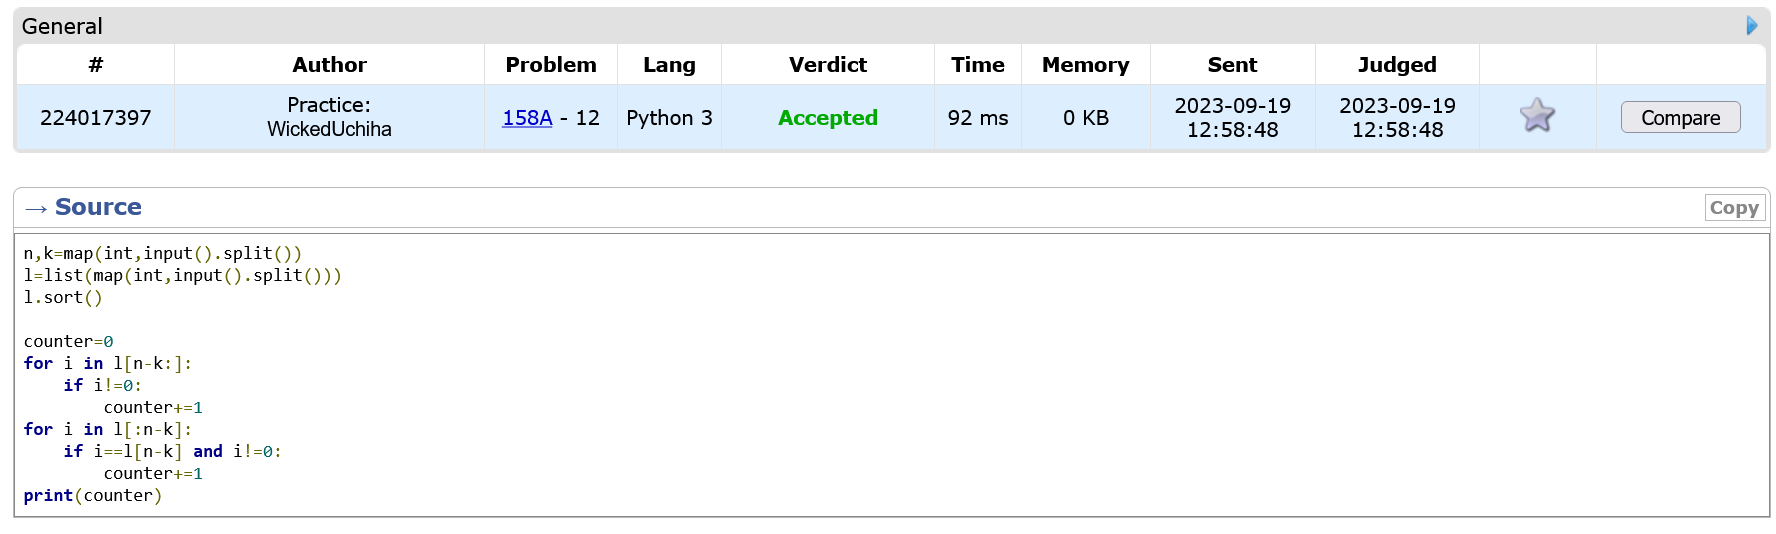 General
# Author Problem Lang Verdict Time Memory Sent Judged
224017397 Practice: WickedUchiha 158A - 12 Python 3 Accepted 92 ms 0 KB 2023-09-19 12:58:48 2023-09-19 12:58:48 Compare
→ Source Copy
n,k=map(int,input().split())
l=list(map(int,input().split()))
l.sort()

counter=0
for i in l[n-k:]:
    if i!=0:
        counter+=1
for i in l[:n-k]:
    if i==l[n-k] and i!=0:
        counter+=1
print(counter)